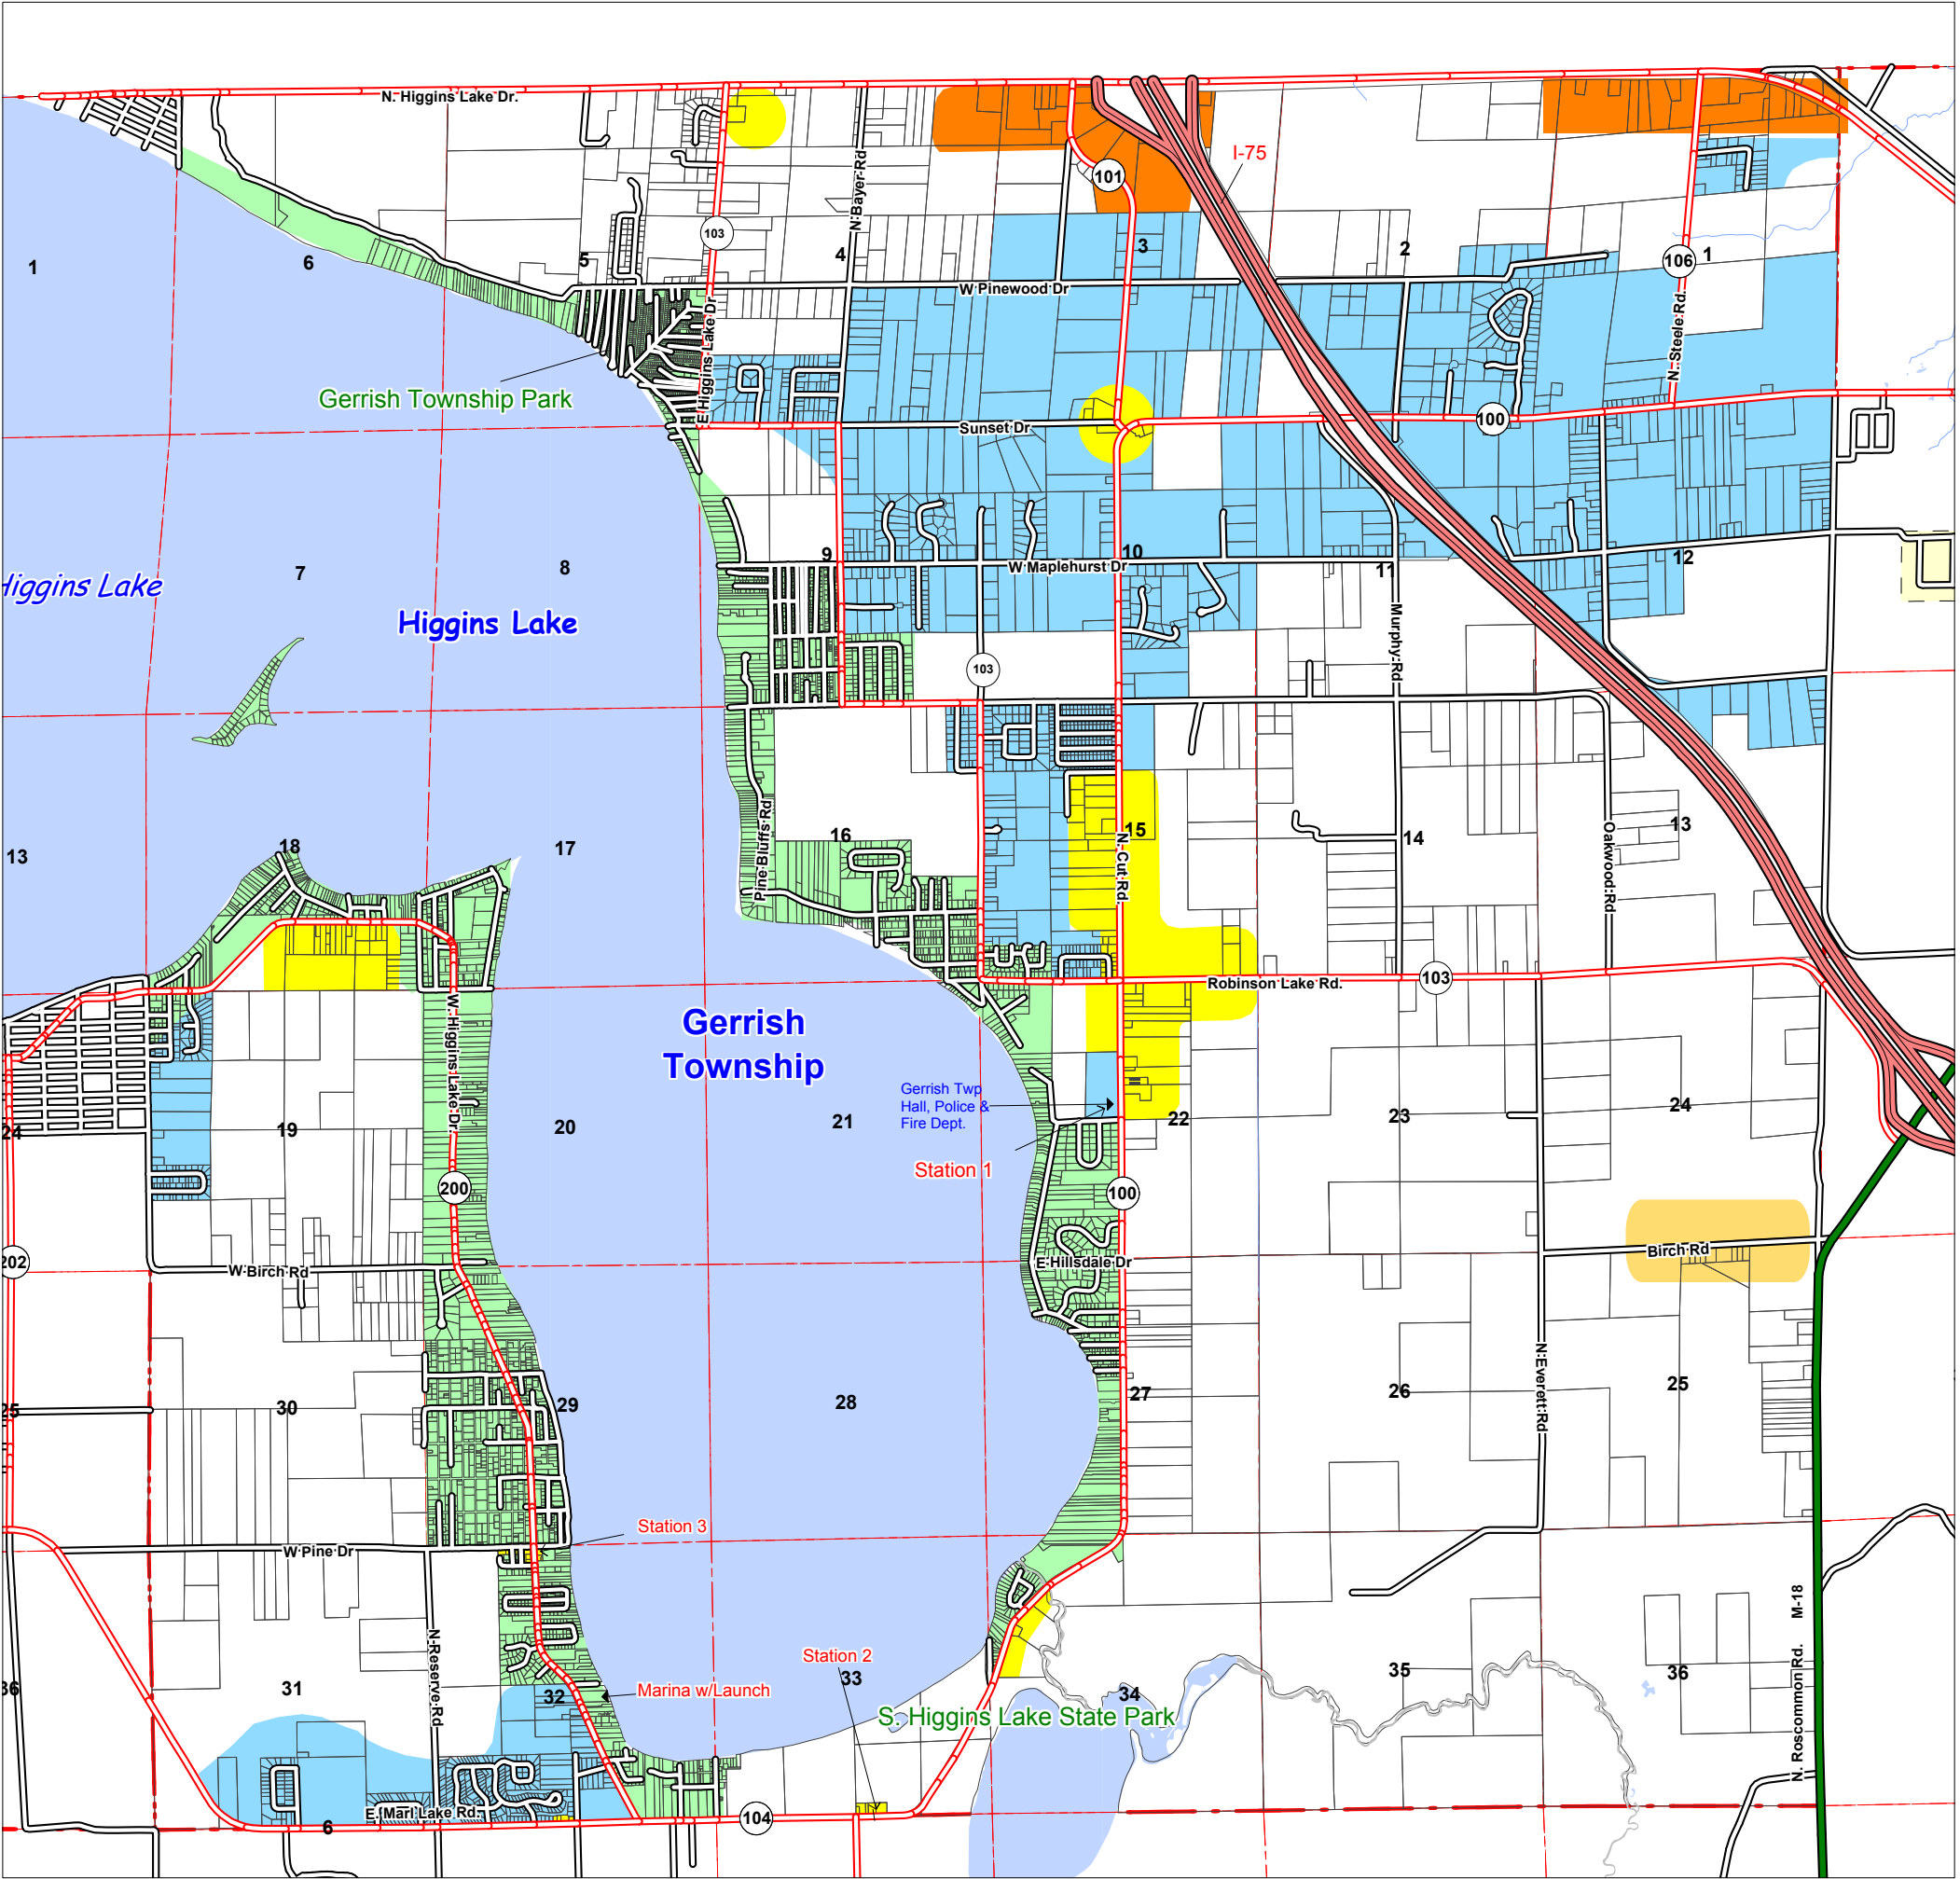 N. Higgins Lake Dr.
I-75
101
N Bayer Rd
103
1
6
5
4
3
2
106
1
W Pinewood Dr
E Higgins Lake Dr
N. Steele Rd.
Gerrish Township Park
Sunset Dr
100
Higgins Lake
7
8
Higgins Lake
9
10
W Maplehurst Dr
11
12
Murphy Rd
103
13
18
17
Pine Bluffs Rd
16
15
N. Cut Rd.
14
Oakwood Rd
13
Robinson Lake Rd.
103
W. Higgins Lake Dr.
Gerrish
Township
Gerrish Twp
Hall, Police &
Fire Dept.
24
19
20
21
22
23
24
Station 1
200
100
202
W Birch Rd
E Hillsdale Dr
Birch Rd
25
30
29
28
27
26
N Everett Rd
25
Station 3
W Pine Dr
N Reserve Rd
M-18
N. Roscommon Rd.
Station 2
36
31
32
Marina w/Launch
33
34
35
36
S. Higgins Lake State Park
E. Marl Lake Rd.
104
6